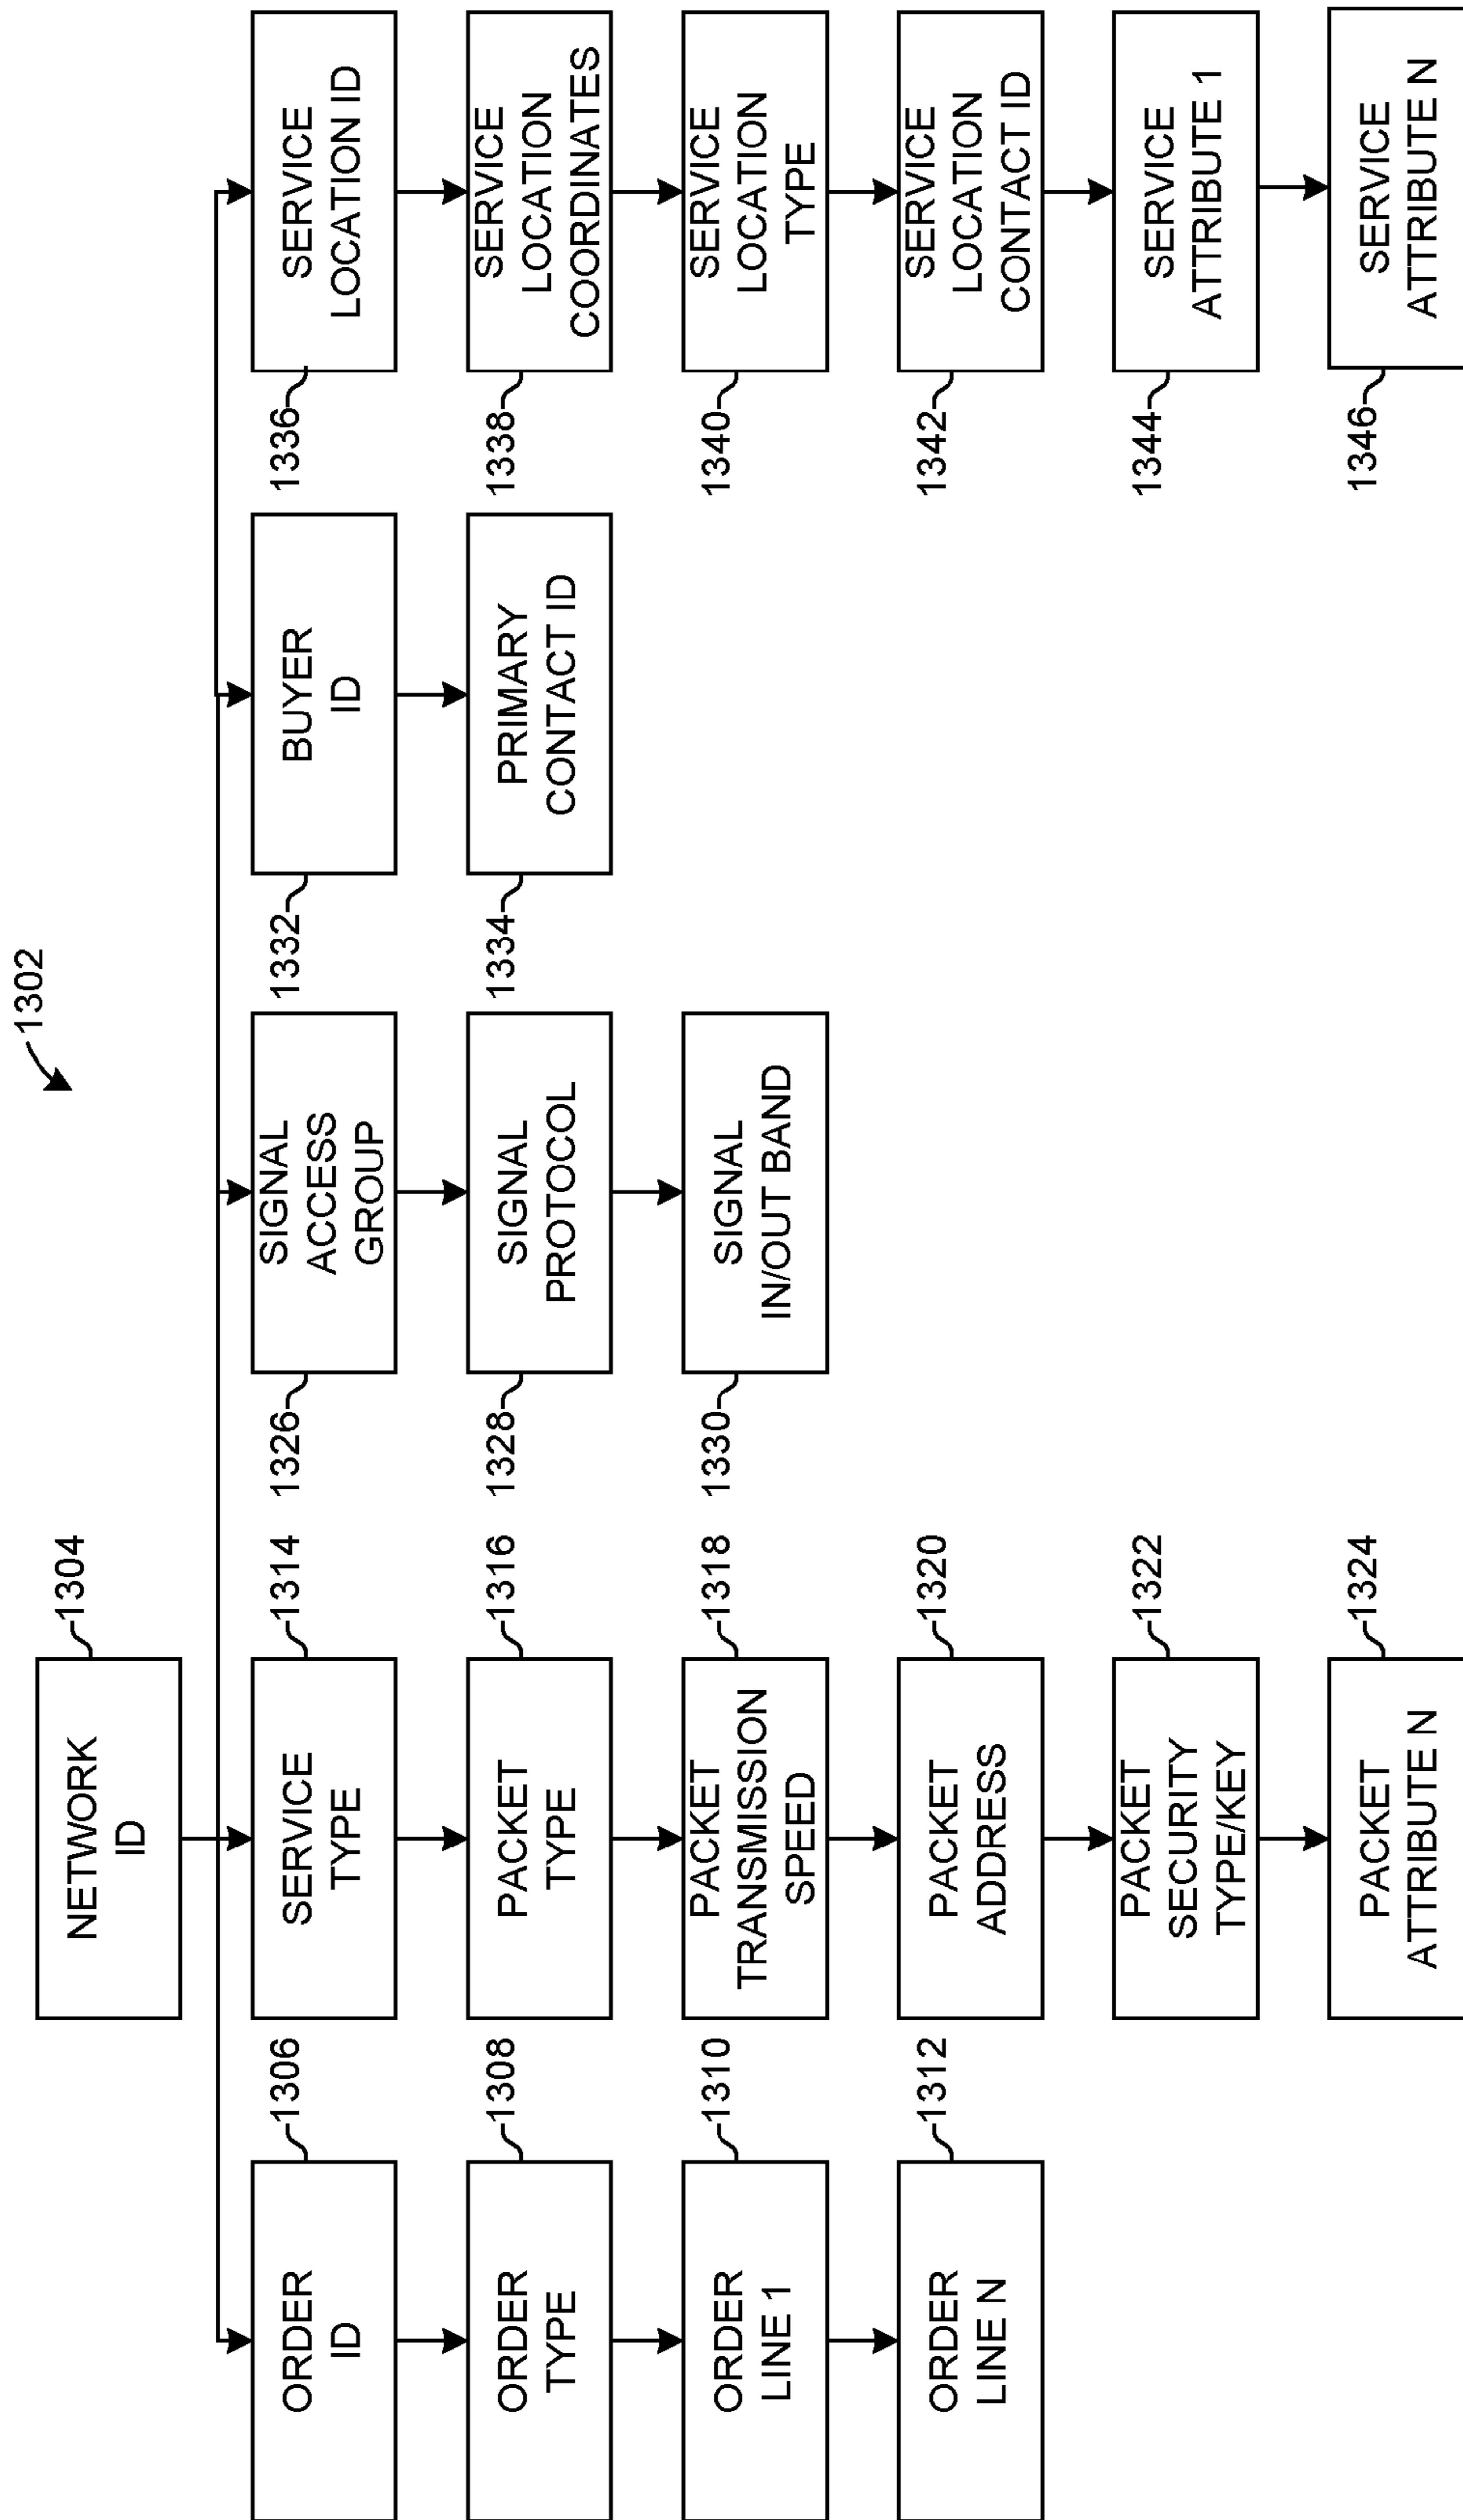 1302
NETWORK
ID
1304
ORDER
ID
1306
ORDER
TYPE
1308
ORDER
LINE 1
1310
ORDER
LINE N
1312
SERVICE
TYPE
1314
PACKET
TYPE
1316
PACKET
TRANSMISSION
SPEED
1318
PACKET
ADDRESS
1320
PACKET
SECURITY
TYPE/KEY
1322
PACKET
ATTRIBUTE N
1324
1326
SIGNAL
ACCESS
GROUP
1328
SIGNAL
PROTOCOL
1330
SIGNAL
IN/OUT BAND
1332
BUYER
ID
1334
PRIMARY
CONTACT ID
1336
SERVICE
LOCATION ID
1338
SERVICE
LOCATION
COORDINATES
1340
SERVICE
LOCATION
TYPE
1342
SERVICE
LOCATION
CONTACT ID
1344
SERVICE
ATTRIBUTE 1
1346
SERVICE
ATTRIBUTE N